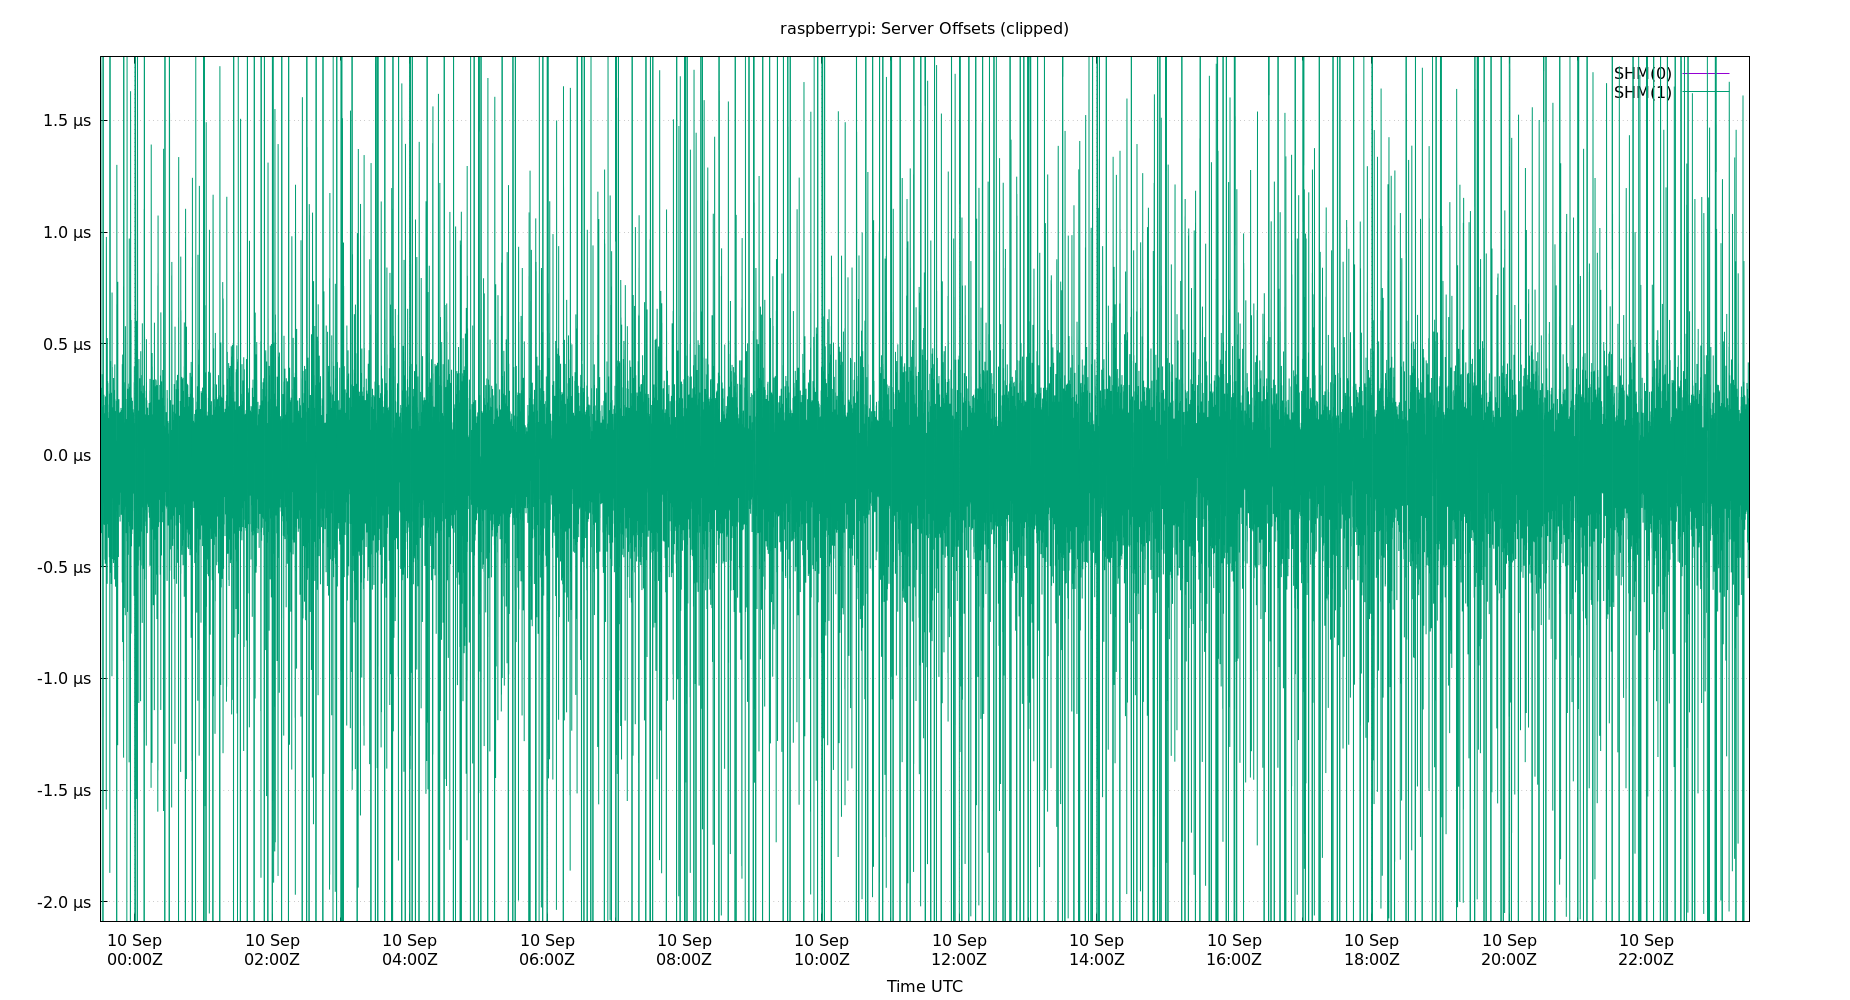 raspberrypi: Server Offsets (clipped)
SHM(0)
SHM(1)
1.5 µs
1.0 µs
0.5 µs
0.0 µs
-0.5 µs
-1.0 µs
-1.5 µs
-2.0 µs
10 Sep 10 Sep 10 Sep 10 Sep 10 Sep 10 Sep 10 Sep 10 Sep 10 Sep 10 Sep 10 Sep 10 Sep
00:00Z 02:00Z 04:00Z 06:00Z 08:00Z 10:00Z 12:00Z 14:00Z 16:00Z 18:00Z 20:00Z 22:00Z
Time UTC